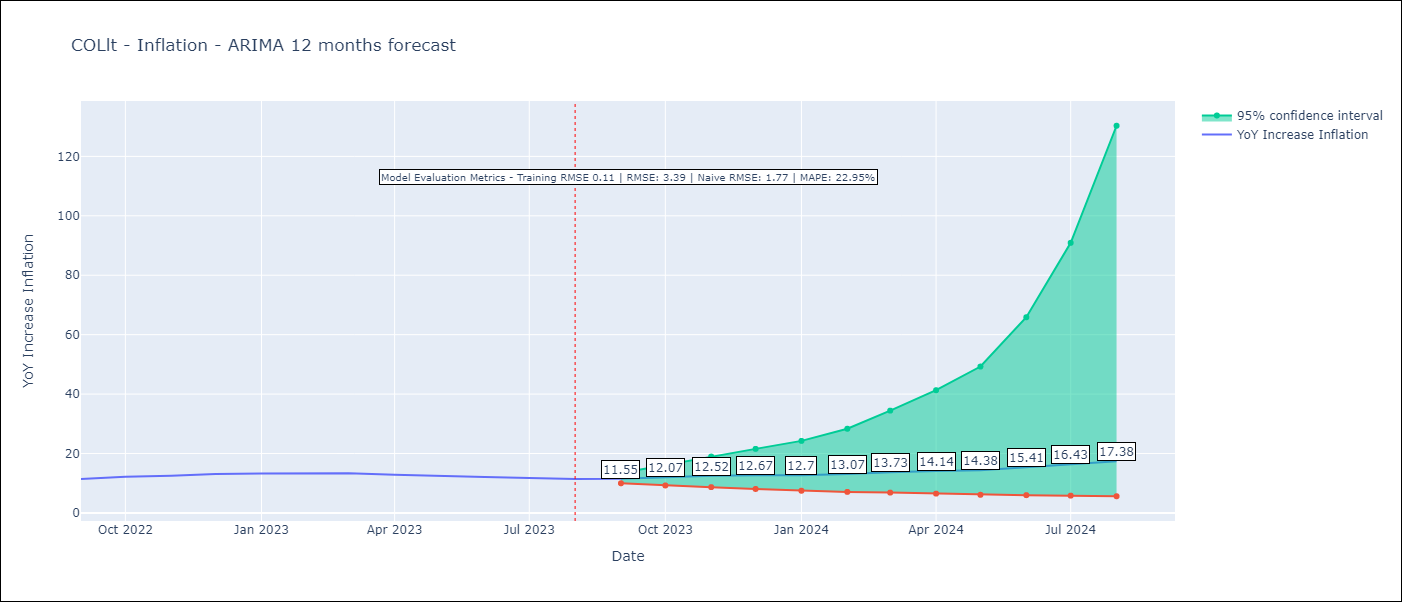 COLlt - Inflation - ARIMA 12 months forecast
95% confidence interval
YoY Increase Inflation
Model Evaluation Metrics - Training RMSE 0.11 | RMSE: 3.39 | Naive RMSE: 1.77 | MAPE: 22.95%
YoY Increase Inflation
120
100
80
60
40
20
0
11.55 12.07 12.52 12.67 12.7 13.07 13.73 14.14 14.38 15.41 16.43 17.38
Oct 2022 Jan 2023 Apr 2023 Jul 2023 Oct 2023 Jan 2024 Apr 2024 Jul 2024
Date